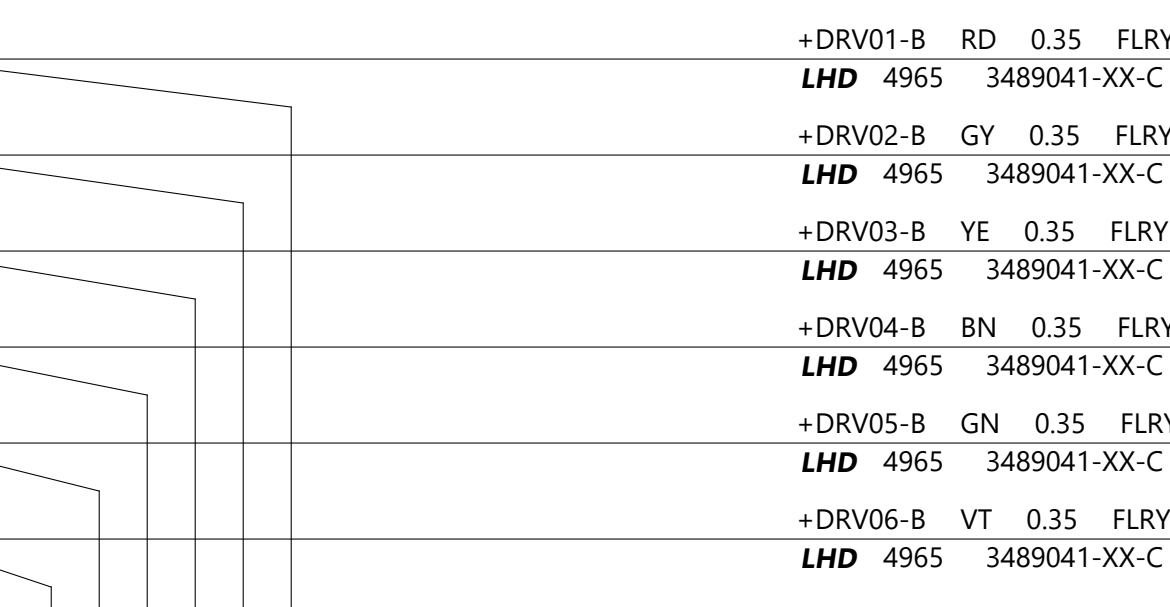 +DRV01-B RD 0.35 FLRY
LHD 4965 3489041-XX-C
+DRV02-B GY 0.35 FLRY
LHD 4965 3489041-XX-C
+DRV03-B YE 0.35 FLRY
LHD 4965 3489041-XX-C
+DRV04-B BN 0.35 FLRY
LHD 4965 3489041-XX-C
+DRV05-B GN 0.35 FLRY
LHD 4965 3489041-XX-C
+DRV06-B VT 0.35 FLRY
LHD 4965 3489041-XX-C